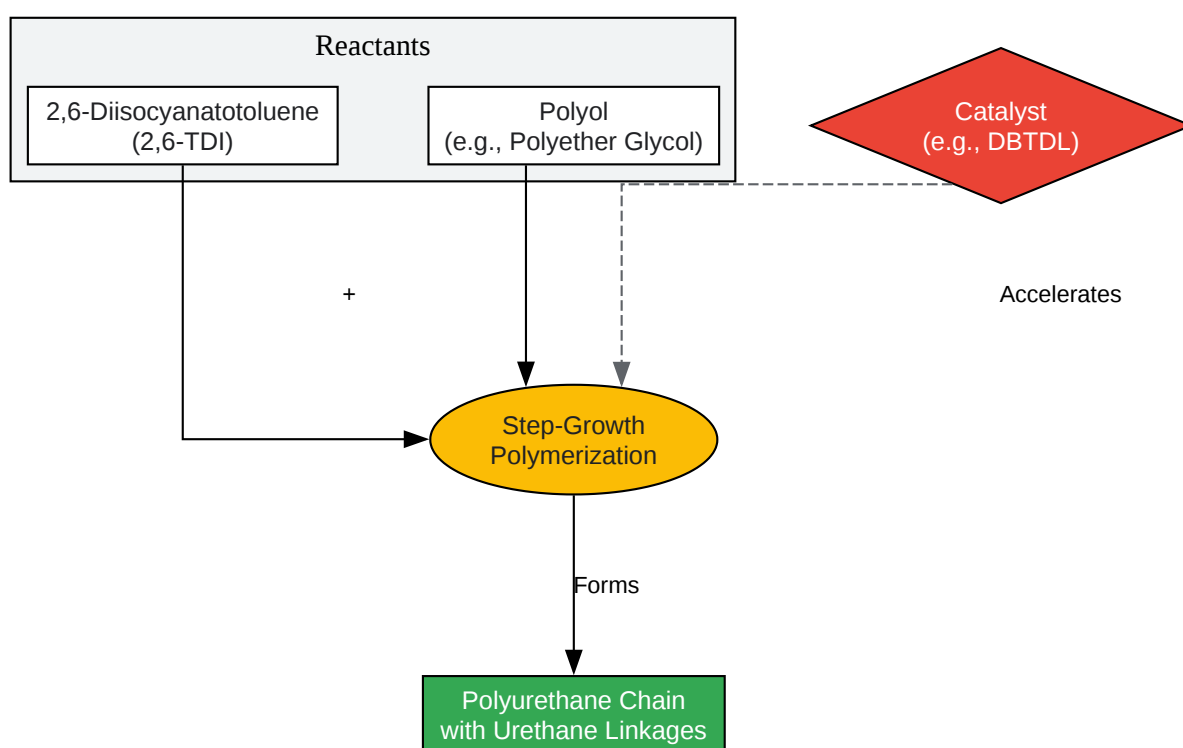 Reactants
2,6-Diisocyanatotoluene
(2,6-TDI)
Polyol
(e.g., Polyether Glycol)
Catalyst
(e.g., DBTDL)
+
Accelerates
Step-Growth
Polymerization
Forms
Polyurethane Chain
with Urethane Linkages